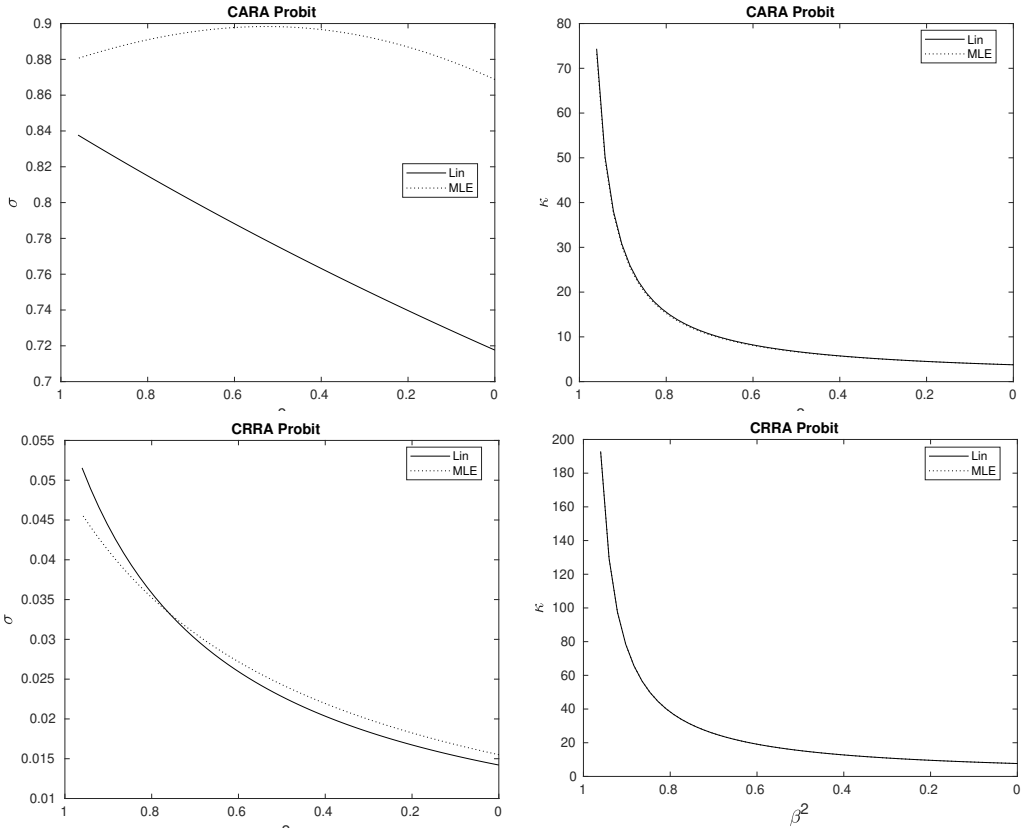 CARA Probit
0.9
0.88
0.86
0.84
0.82
0.8
0.78
0.76
0.74
0.72
0.7
σ
Lin
MLE
1 0.8 0.6 0.4 0.2 0
CARA Probit
80
70
60
50
40
30
20
10
0
κ
Lin
MLE
1 0.8 0.6 0.4 0.2 0
CRRA Probit
0.055
0.05
0.045
0.04
0.035
0.03
0.025
0.02
0.015
0.01
σ
Lin
MLE
1 0.8 0.6 0.4 0.2 0
CRRA Probit
200
180
160
140
120
100
80
60
40
20
0
κ
Lin
MLE
1 0.8 0.6 0.4 0.2 0
β²